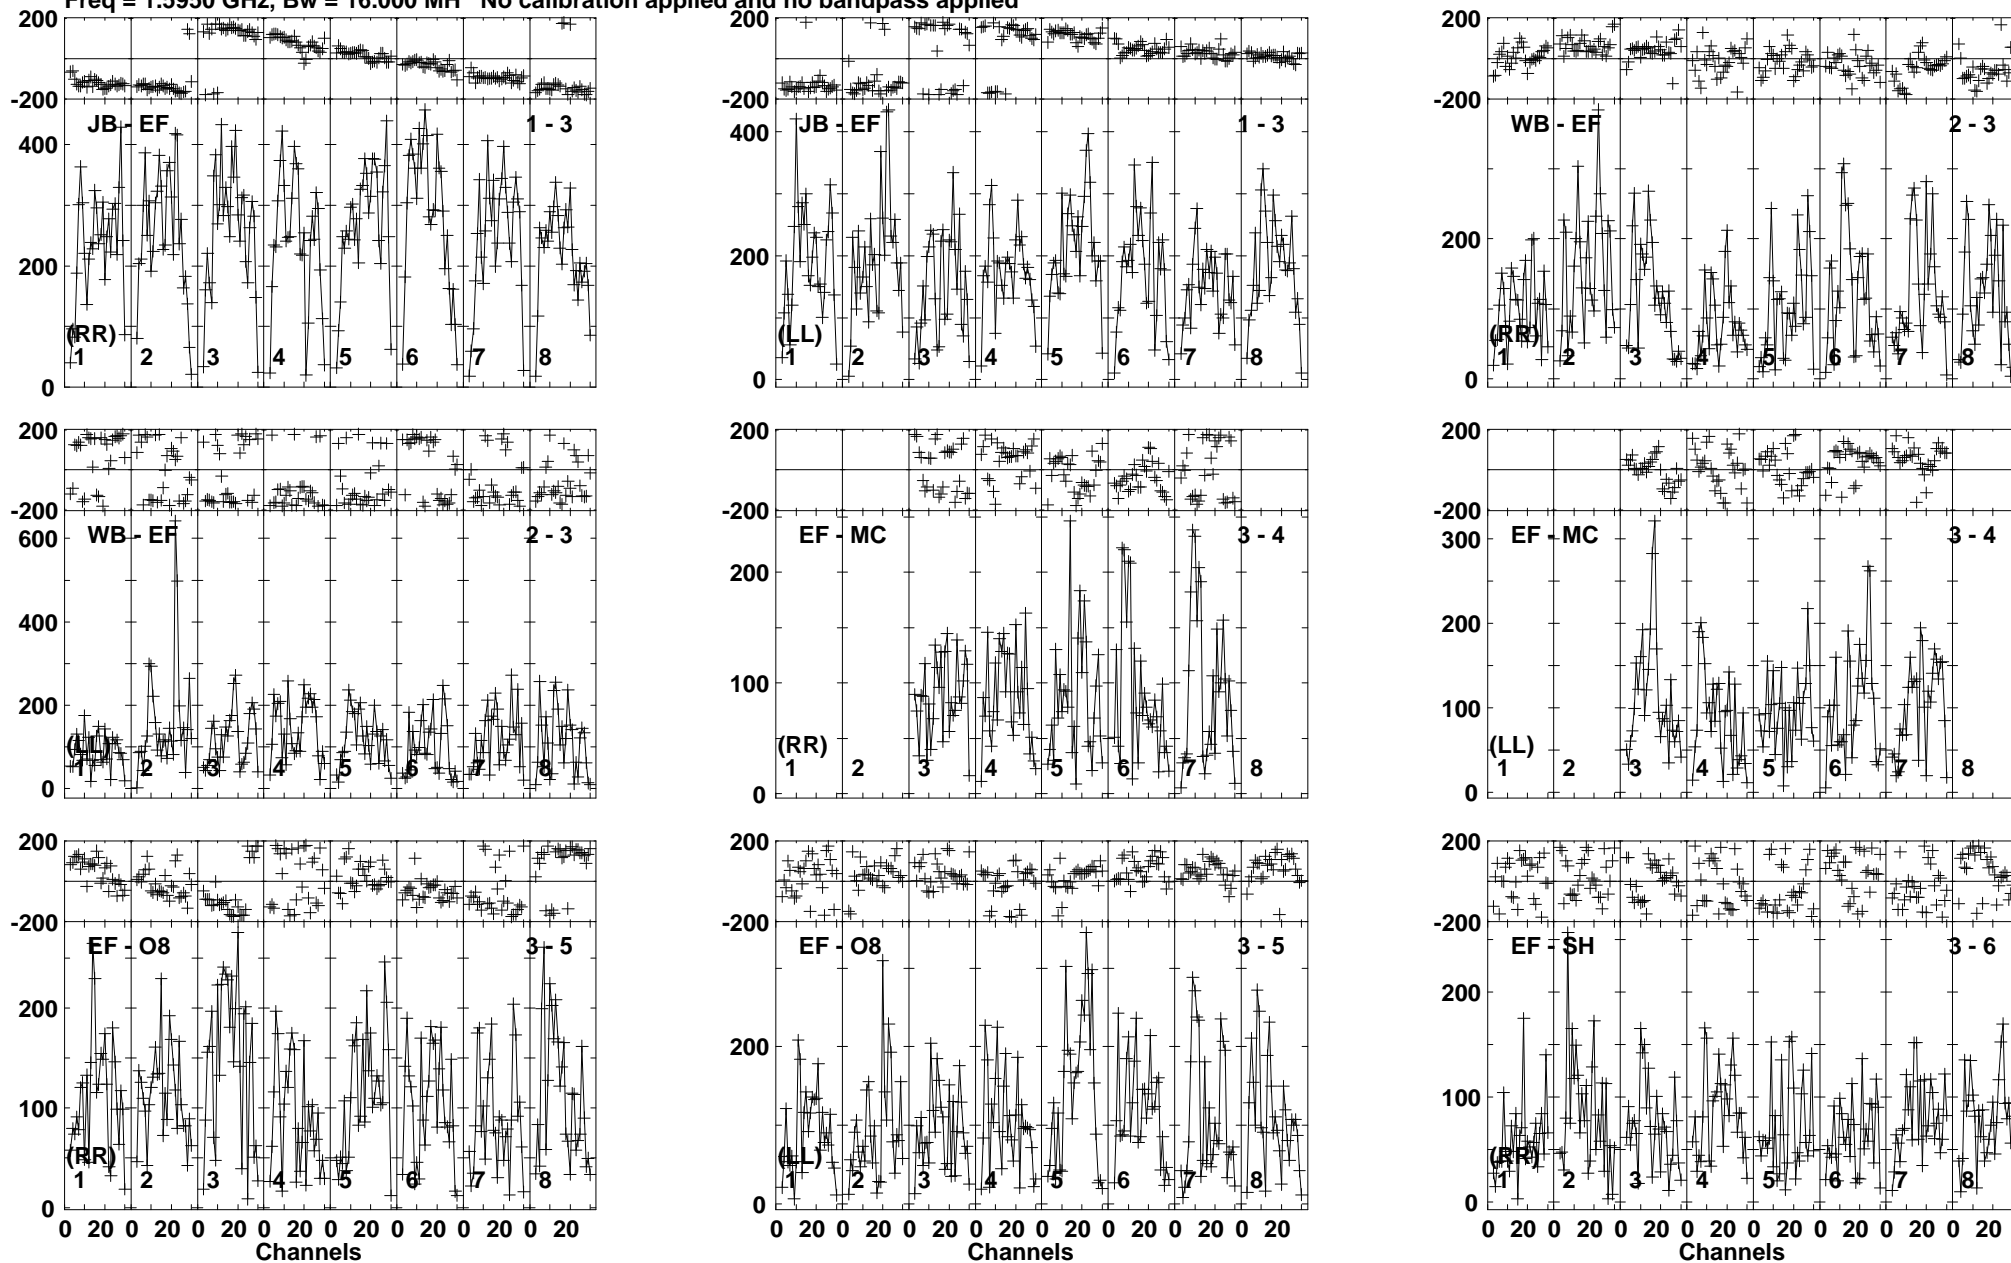 Freq = 1.5950 GHz, Bw = 16.000 MH No calibration applied and no bandpass applied
200 200 200
-200 -200 -200
JB - EF 1 - 3 JB - EF 1 - 3 WB - EF 2 - 3
400 400
200 200 200
(RR) (LL) (RR)
1 2 3 4 5 6 7 8 1 2 3 4 5 6 7 8 1 2 3 4 5 6 7 8
0 0 0
200 200 200
-200 -200 -200
WB - EF 2 - 3 EF - MC 3 - 4 EF - MC 3 - 4
600 300
400 200 200
200 100 100
(LL) (RR) (LL)
1 2 3 4 5 6 7 8 1 2 3 4 5 6 7 8 1 2 3 4 5 6 7 8
0 0 0
200 200 200
-200 -200 -200
EF - O8 3 - 5 EF - O8 3 - 5 EF - SH 3 - 6
200 200 200
100 100
(RR) (LL) (RR)
1 2 3 4 5 6 7 8 1 2 3 4 5 6 7 8 1 2 3 4 5 6 7 8
0 0 0
0 20 0 20 0 20 0 20 0 20 0 20 0 20 0 20 0 20 0 20 0 20 0 20 0 20 0 20 0 20 0 20 0 20 0 20 0 20 0 20 0 20 0 20 0 20 0 20
Channels Channels Channels